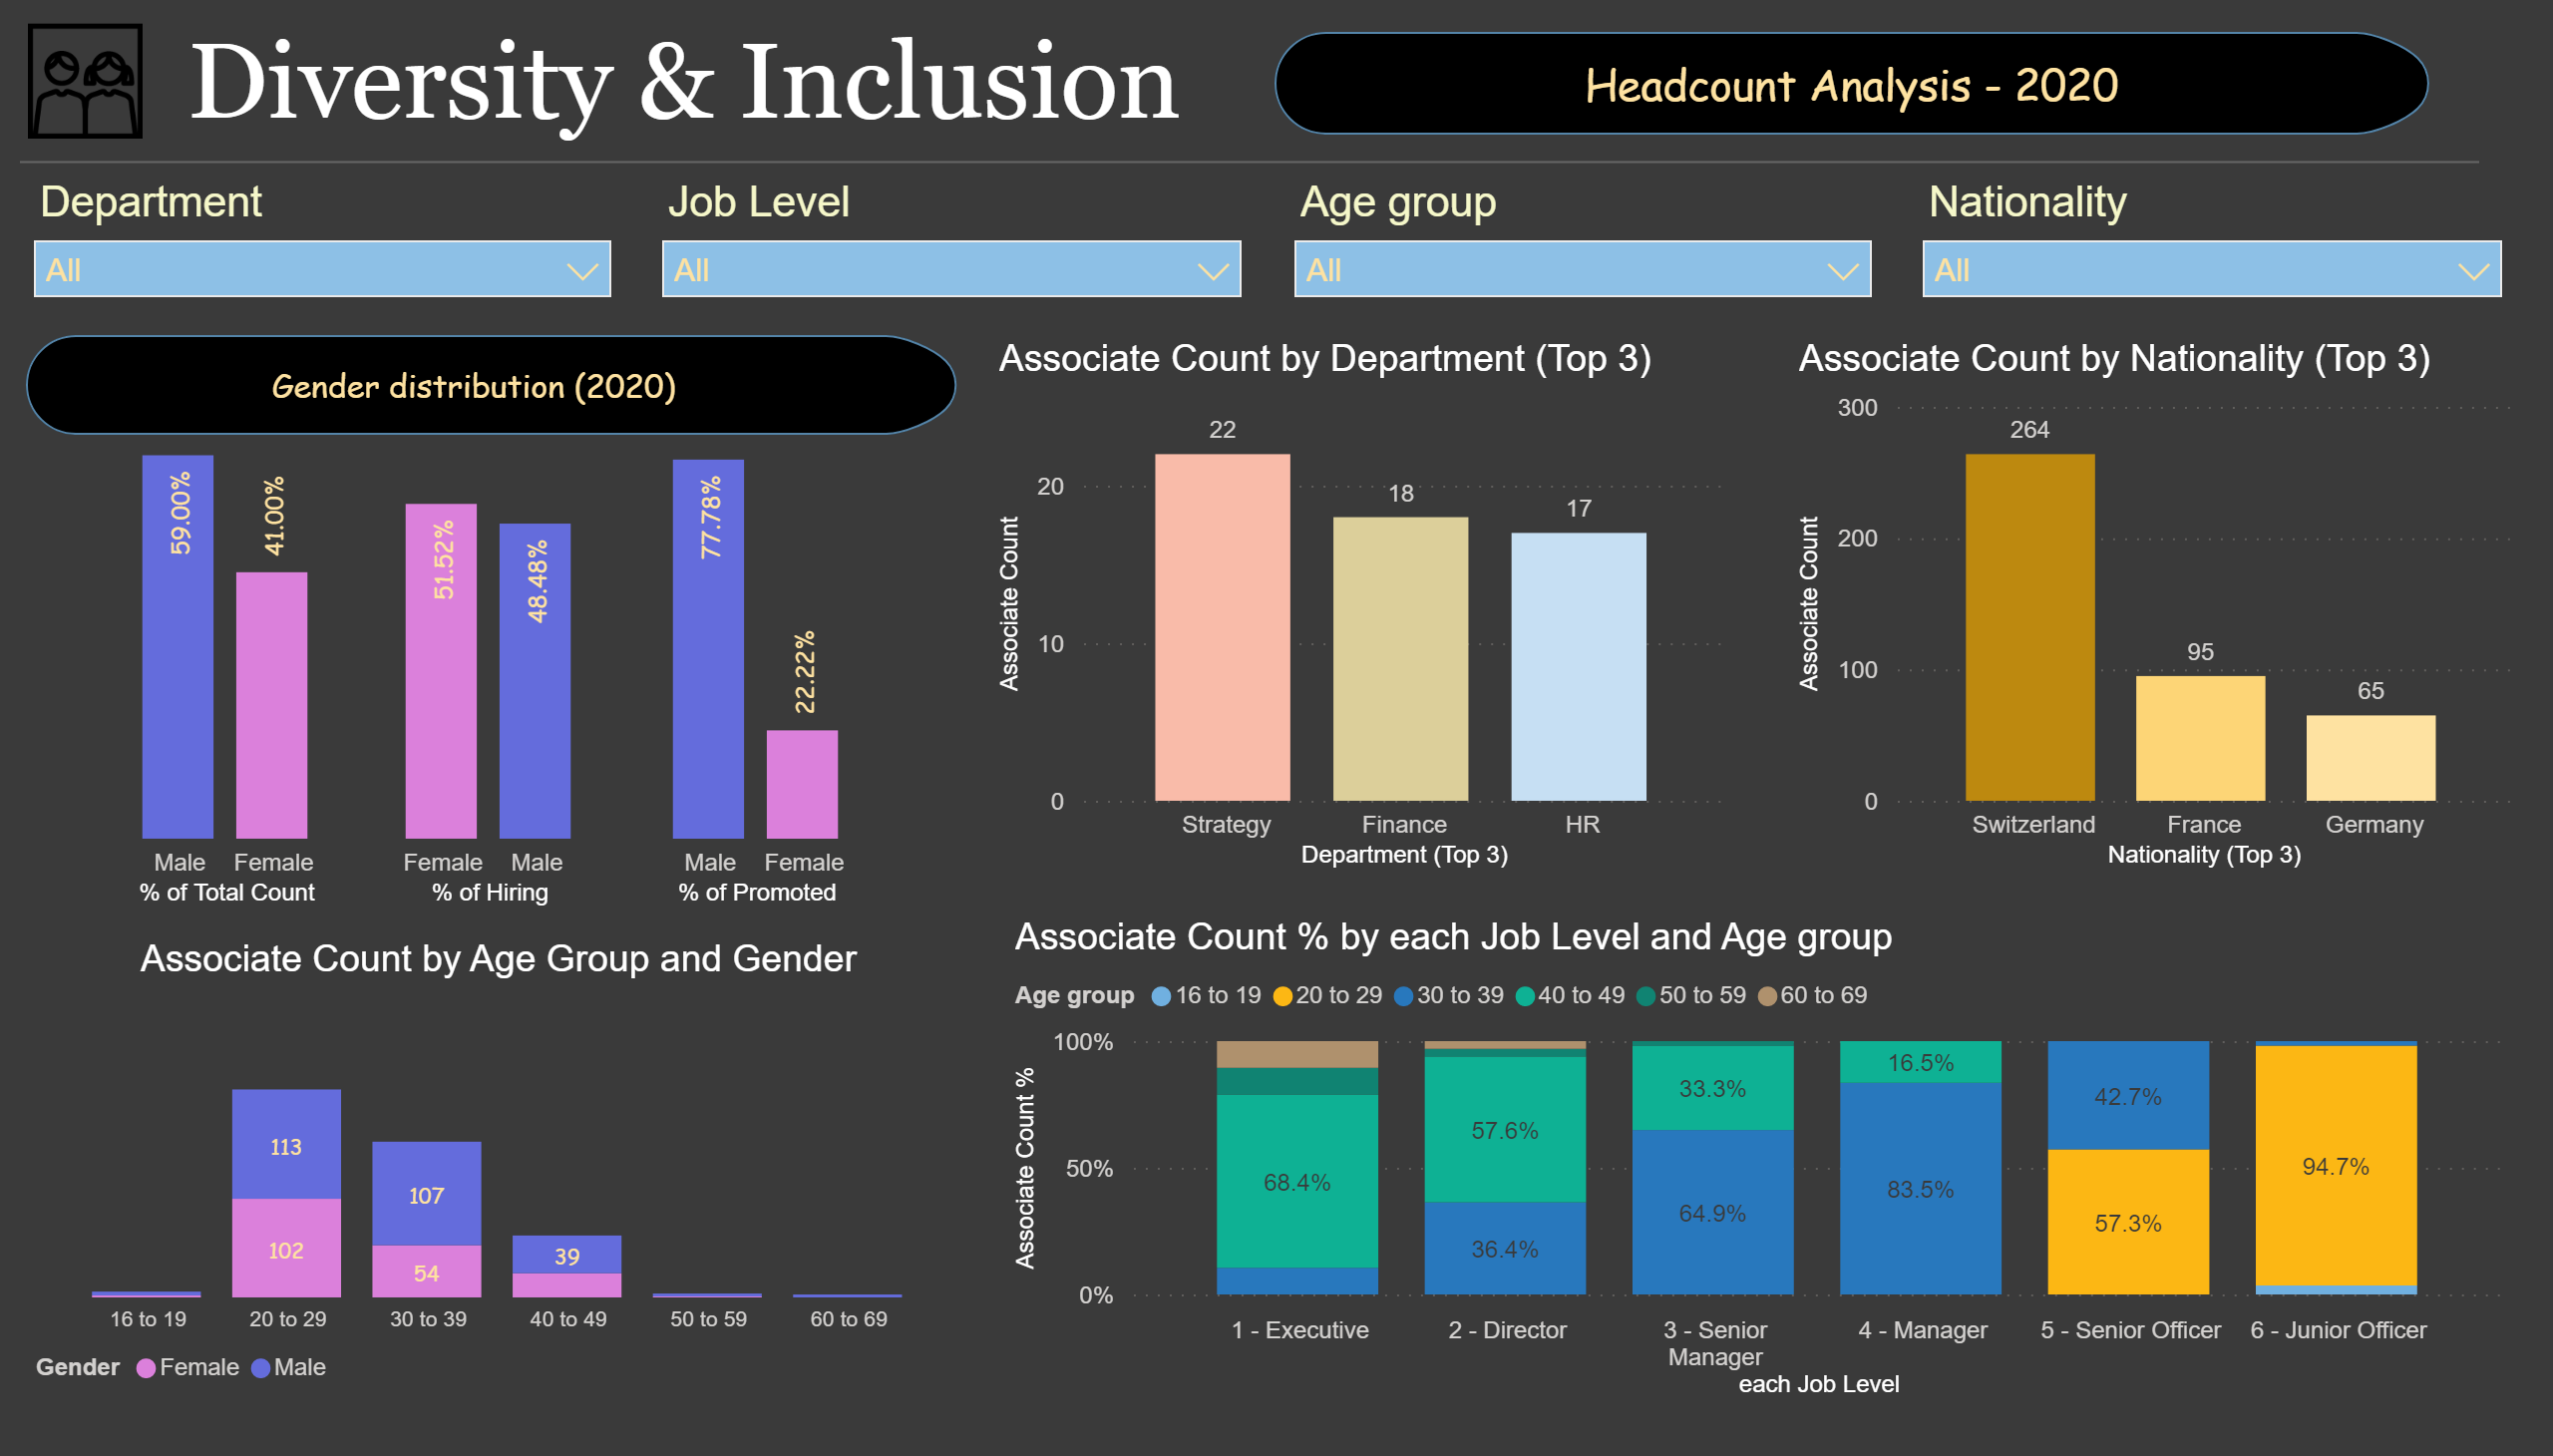 Diversity & Inclusion
Headcount Analysis - 2020
Department
Job Level
Age group
Nationality
All
All
All
All
Gender distribution (2020)
59.00%
41.00%
51.52%
48.48%
77.78%
22.22%
Male Female
Female Male
Male Female
% of Total Count
% of Hiring
% of Promoted
Associate Count by Department (Top 3)
Associate Count
20
10
0
22
18
17
Strategy
Finance
HR
Department (Top 3)
Associate Count by Nationality (Top 3)
Associate Count
300
200
100
0
264
95
65
Switzerland
France
Germany
Nationality (Top 3)
Associate Count by Age Group and Gender
113
102
107
54
39
16 to 19
20 to 29
30 to 39
40 to 49
50 to 59
60 to 69
Gender Female Male
Associate Count % by each Job Level and Age group
Age group 16 to 19 20 to 29 30 to 39 40 to 49 50 to 59 60 to 69
Associate Count %
100%
50%
0%
68.4%
57.6%
36.4%
33.3%
64.9%
16.5%
83.5%
42.7%
57.3%
94.7%
1 - Executive
2 - Director
3 - Senior
Manager
4 - Manager
5 - Senior Officer
6 - Junior Officer
each Job Level